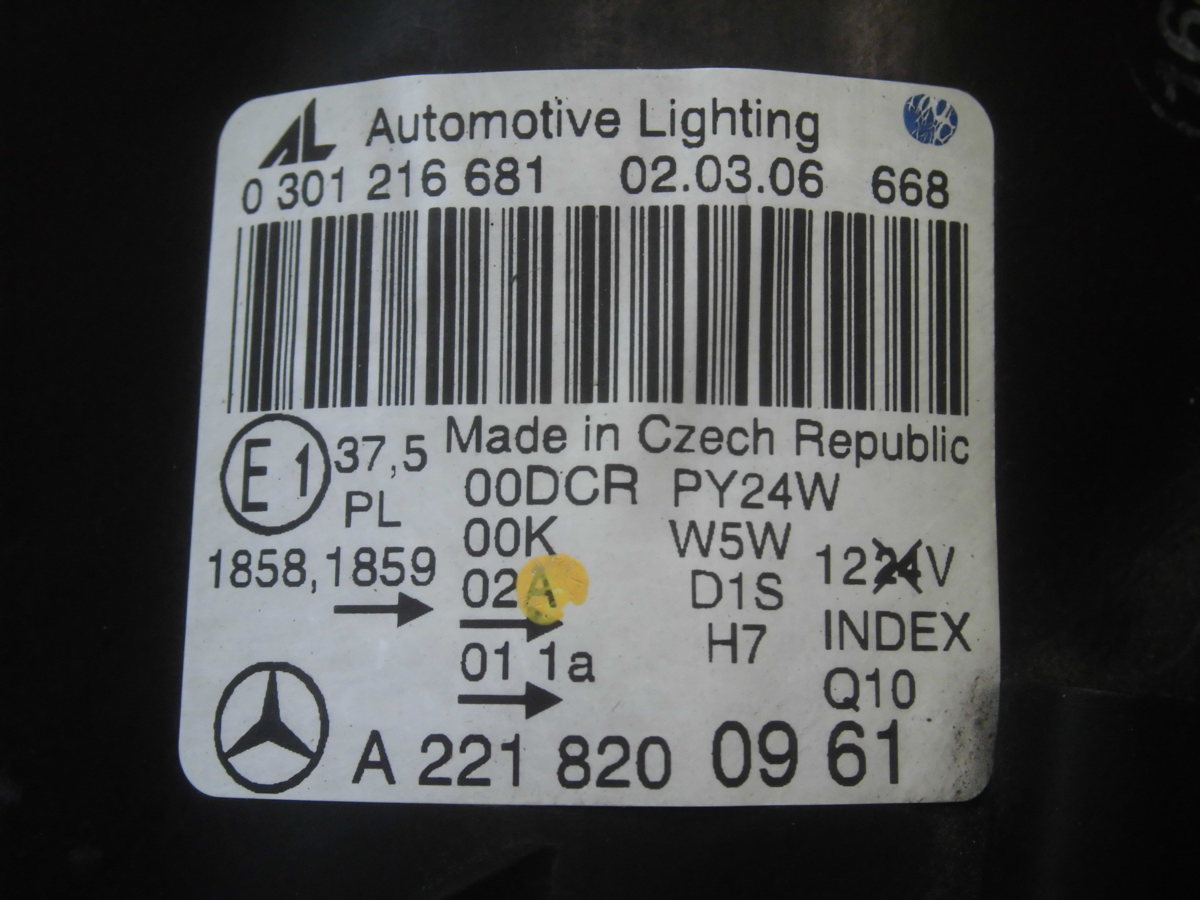 AL Automotive Lighting
0 301 216 681 02.03.06 668
Made in Czech Republic
E1 37,5 00DCR PY24W
PL 00K W5W
1858,1859 02A D1S 1224V
01 1a H7 INDEX
Q10
A 221 820 09 61